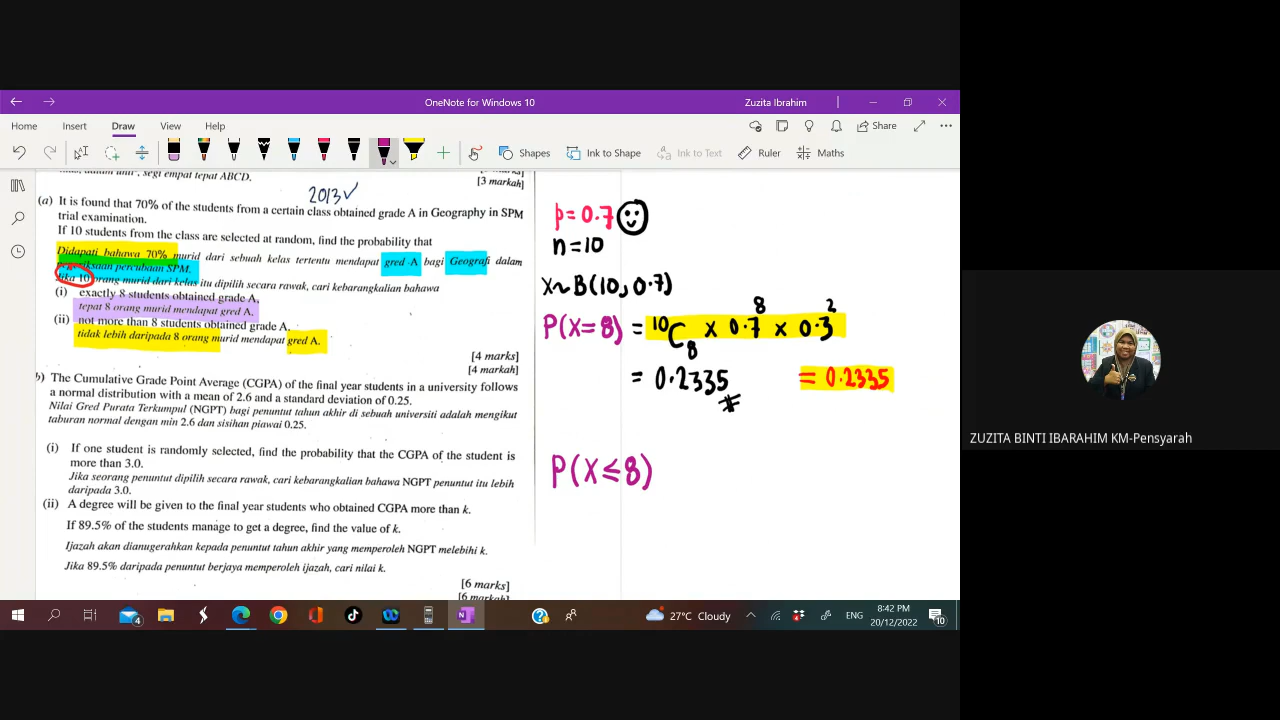 OneNote for Windows 10
Zuzita Ibrahim
Home Insert Draw View Help
Share
Shapes Ink to Shape Ink to Text Ruler Maths
segi empat tepat ABCD.
[3 markah]
2013✓
(a) It is found that 70% of the students from a certain class obtained grade A in Geography in SPM
trial examination.
If 10 students from the class are selected at random, find the probability that
Didapati bahawa 70% murid dari sebuah kelas tertentu mendapat gred -A bagi Geografi dalam
percubaan SPM.
Jika 10 orang murid dari kelas itu dipilih secara rawak, cari kebarangkalian bahawa
(i) exactly 8 students obtained grade A,
tepat 8 orang murid mendapat gred A.
(ii) not more than 8 students obtained grade A.
tidak lebih daripada 8 orang murid mendapat gred A.
[4 marks]
[4 markah]
b) The Cumulative Grade Point Average (CGPA) of the final year students in a university follows
a normal distribution with a mean of 2.6 and a standard deviation of 0.25.
Nilai Gred Purata Terkumpul (NGPT) bagi penuntut tahun akhir di sebuah universiti adalah mengikut
taburan normal dengan min 2.6 dan sisihan piawai 0.25.
(i) If one student is randomly selected, find the probability that the CGPA of the student is
more than 3.0.
Jika seorang penuntut dipilih secara rawak, cari kebarangkalian bahawa NGPT penuntut itu lebih
daripada 3.0.
(ii) A degree will be given to the final year students who obtained CGPA more than k.
If 89.5% of the students manage to get a degree, find the value of k.
Ijazah akan dianugerahkan kepada penuntut tahun akhir yang memperoleh NGPT melebihi k.
Jika 89.5% daripada penuntut berjaya memperoleh ijazah, cari nilai k.
[6 marks]
[6 markah
p = 0.7
n = 10
X~B(10, 0.7)
P(X=8) = ¹⁰C₈ × 0.7⁸ × 0.3²
= 0.2335 = 0.2335
P(X≤8)
ZUZITA BINTI IBARAHIM KM-Pensyarah
4
27°C Cloudy
ENG
8:42 PM
20/12/2022
10